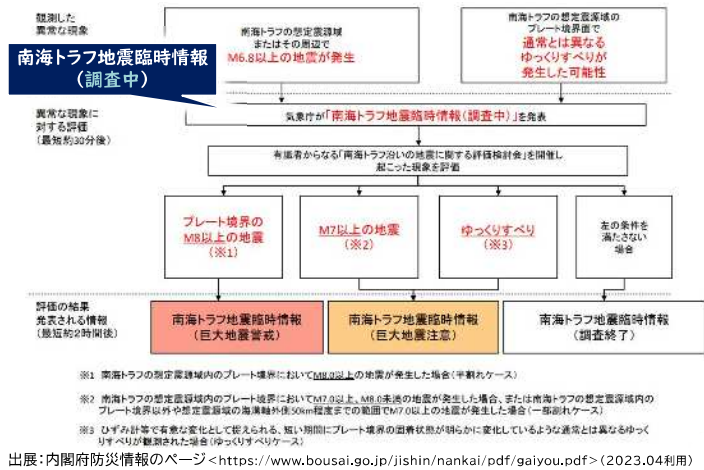 観測した
異常な現象
南海トラフの想定震源域
またはその周辺で
M6.8以上の地震が発生
南海トラフの想定震源域の
プレート境界面で
通常とは異なる
ゆっくりすべりが
発生した可能性
南海トラフ地震臨時情報
(調査中)
異常な現象に
対する評価
(最短約30分後)
気象庁が「南海トラフ地震臨時情報(調査中)」を発表
有識者からなる「南海トラフ沿いの地震に関する評価検討会」を開催し
起こった現象を評価
プレート境界の
M8以上の地震
(※1)
M7以上の地震
(※2)
ゆっくりすべり
(※3)
左の条件を
満たさない
場合
評価の結果
発表される情報
(最短約2時間後)
南海トラフ地震臨時情報
(巨大地震警戒)
南海トラフ地震臨時情報
(巨大地震注意)
南海トラフ地震臨時情報
(調査終了)
※1 南海トラフの想定震源域内のプレート境界においてM8.0以上の地震が発生した場合(半割れケース)
※2 南海トラフの想定震源域内のプレート境界においてM7.0以上、M8.0未満の地震が発生した場合、または南海トラフの想定震源域内の
プレート境界以外や想定震源域の海溝軸外側50km程度までの範囲でM7.0以上の地震が発生した場合(一部割れケース)
※3 ひずみ計等で有意な変化として捉えられる、短い期間にプレート境界の固着状態が明らかに変化しているような通常とは異なるゆっく
りすべりが観測された場合(ゆっくりすべりケース)
出展:内閣府防災情報のページ<https://www.bousai.go.jp/jishin/nankai/pdf/gaiyou.pdf>(2023.04利用)